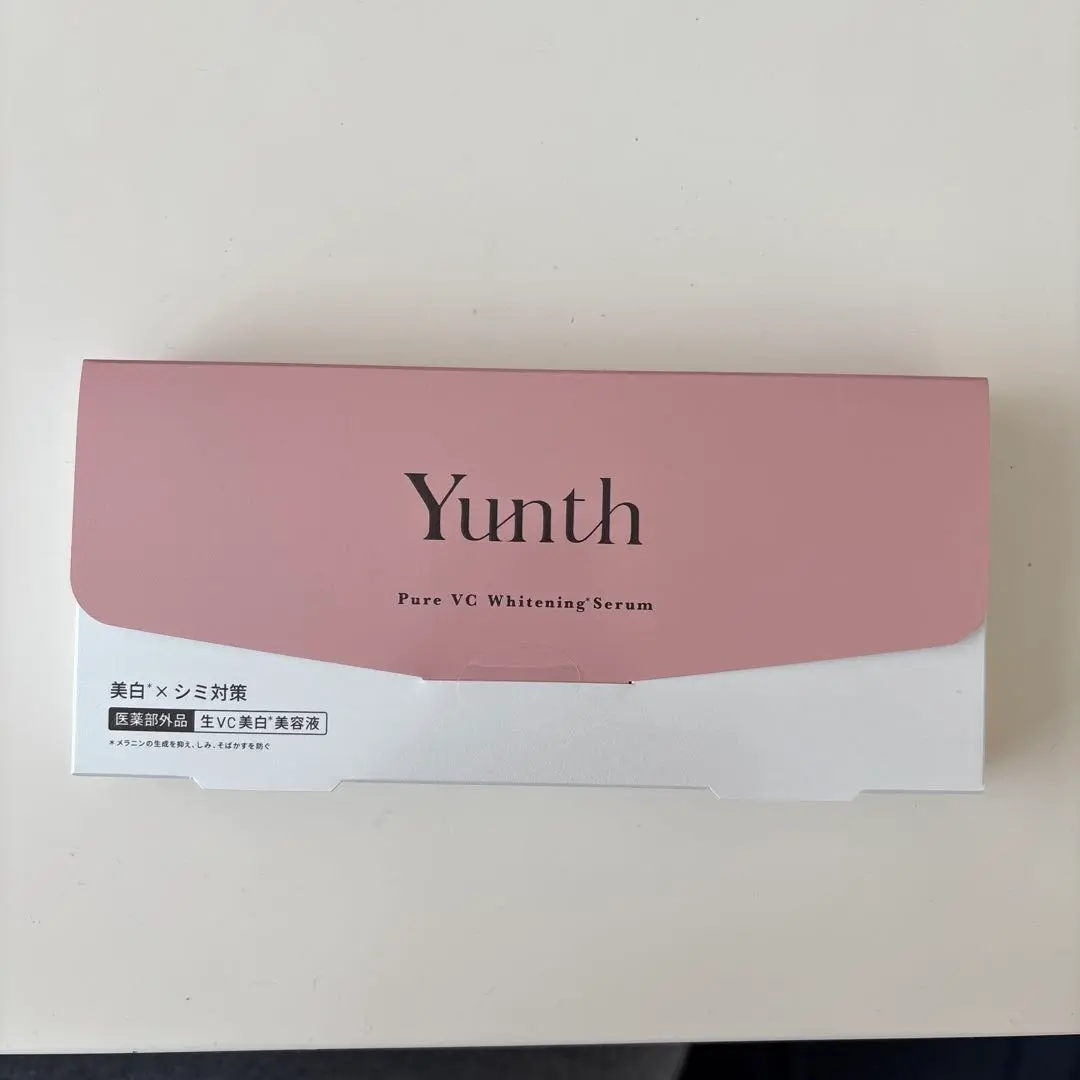 Yunth
Pure VC Whitening*Serum
美白*×シミ対策
医薬部外品 生VC美白*美容液
*メラニンの生成を抑え、しみ、そばかすを防ぐ